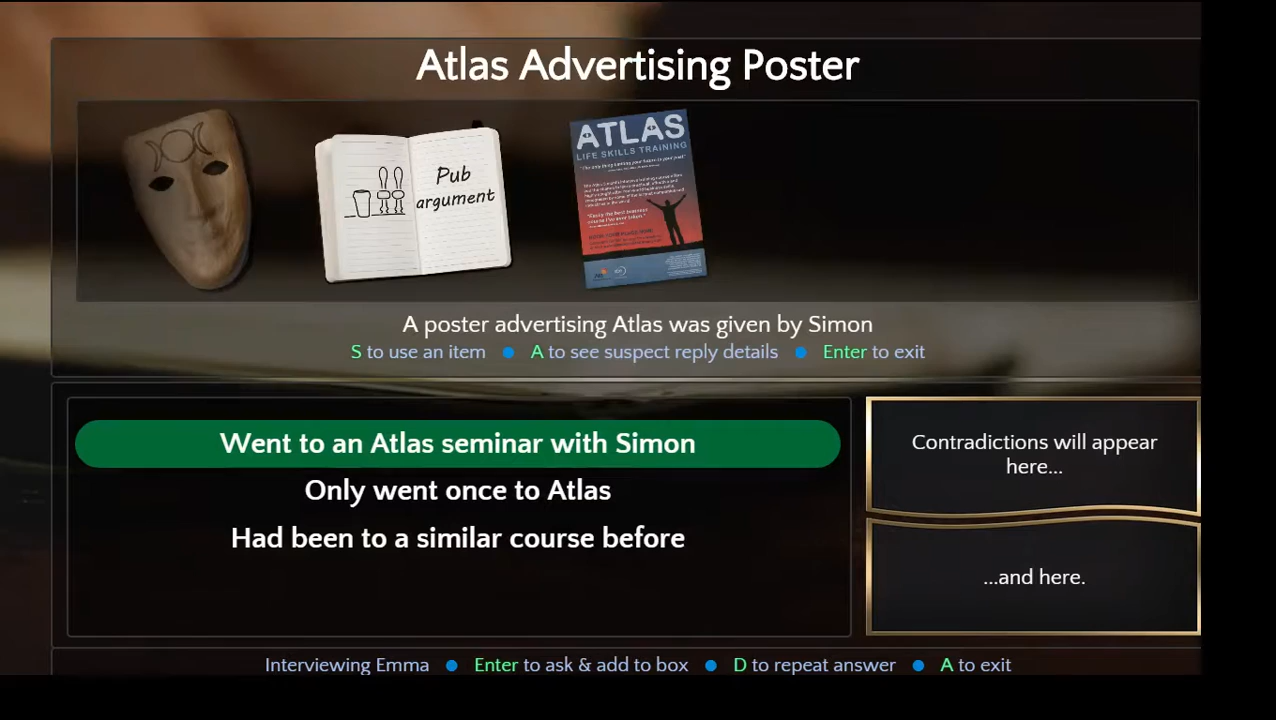 Atlas Advertising Poster
Pub
argument
ATLAS
LIFE SKILLS TRAINING
A poster advertising Atlas was given by Simon
S to use an item ● A to see suspect reply details ● Enter to exit
Went to an Atlas seminar with Simon
Only went once to Atlas
Had been to a similar course before
Contradictions will appear
here...
...and here.
Interviewing Emma ● Enter to ask & add to box ● D to repeat answer ● A to exit